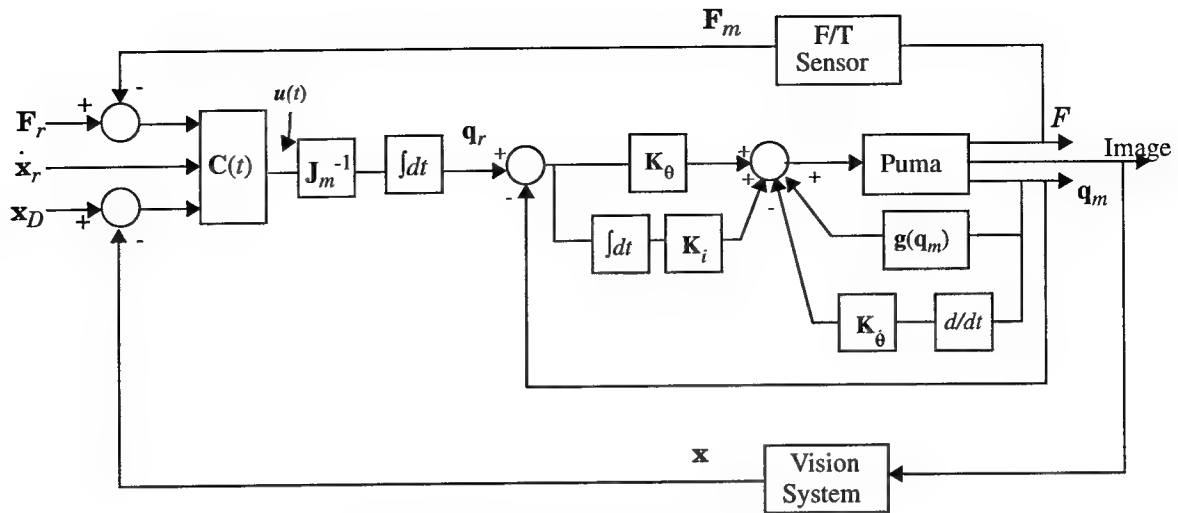 F_m
F/T
Sensor
-
+
F_r
u(t)
F
Image
ẋ_r
C(t)
J_m^-1
∫dt
q_r
+
K_θ
+
+
+
Puma
x_D
+
-
-
-
q_m
∫dt
K_i
g(q_m)
K_θ̇
d/dt
x
Vision
System